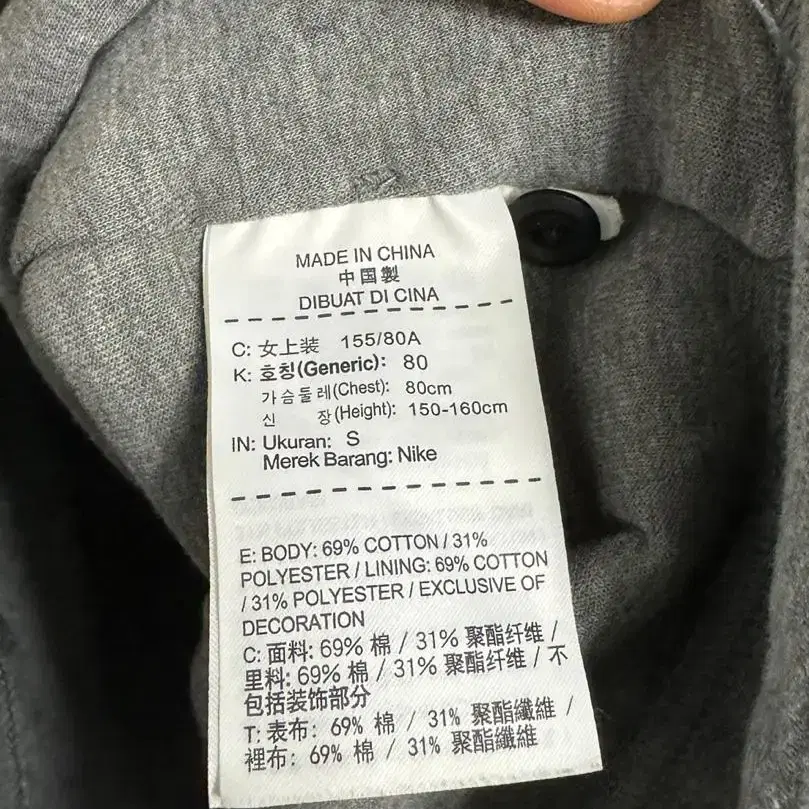 MADE IN CHINA
中国製
DIBUAT DI CINA
C: 女上装 155/80A
K: 호칭(Generic): 80
가슴둘레(Chest): 80cm
신 장(Height): 150-160cm
IN: Ukuran: S
Merek Barang: Nike
E: BODY: 69% COTTON / 31%
POLYESTER / LINING: 69% COTTON
/ 31% POLYESTER / EXCLUSIVE OF
DECORATION
C: 面料: 69% 棉 / 31% 聚酯纤维 /
里料: 69% 棉 / 31% 聚酯纤维 / 不
包括装饰部分
T: 表布: 69% 棉 / 31% 聚酯纖維 /
裡布: 69% 棉 / 31% 聚酯纖維